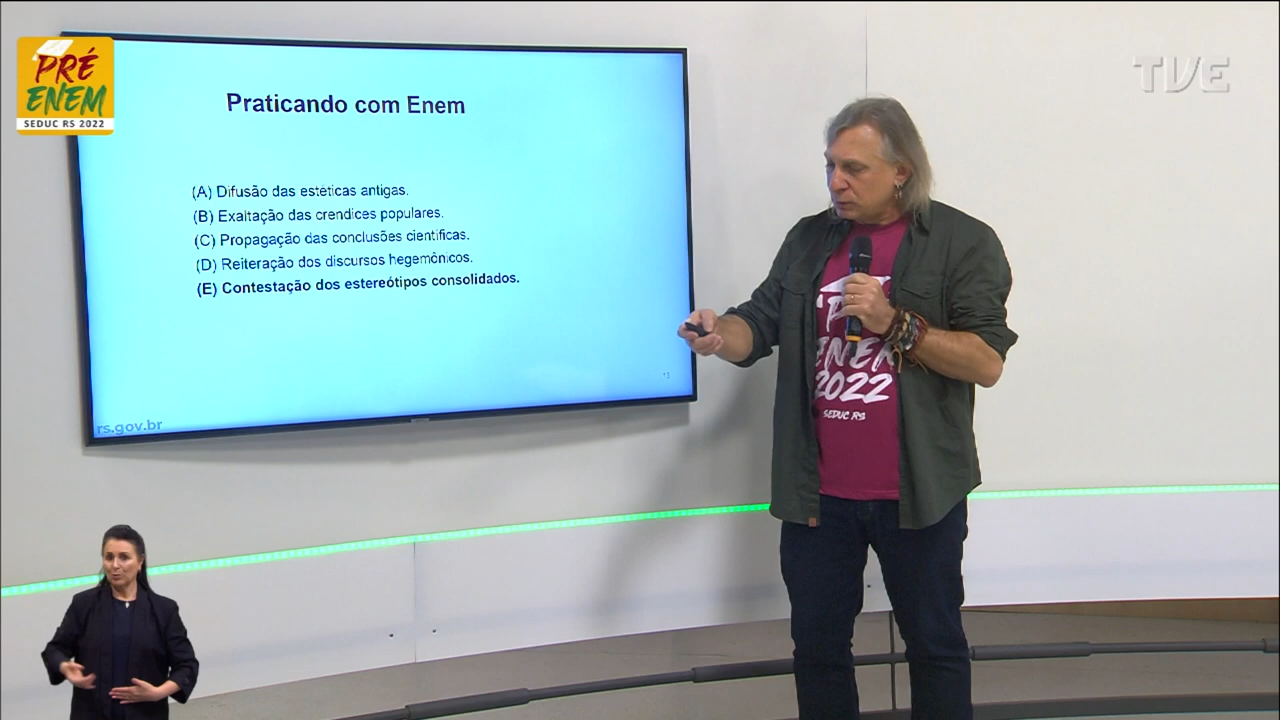 PRÉ
ENEM
SEDUC RS 2022
TVE
Praticando com Enem
(A) Difusão das estéticas antigas.
(B) Exaltação das crendices populares.
(C) Propagação das conclusões científicas.
(D) Reiteração dos discursos hegemônicos.
(E) Contestação dos estereótipos consolidados.
rs.gov.br
ENEM
2022
SEDUC RS